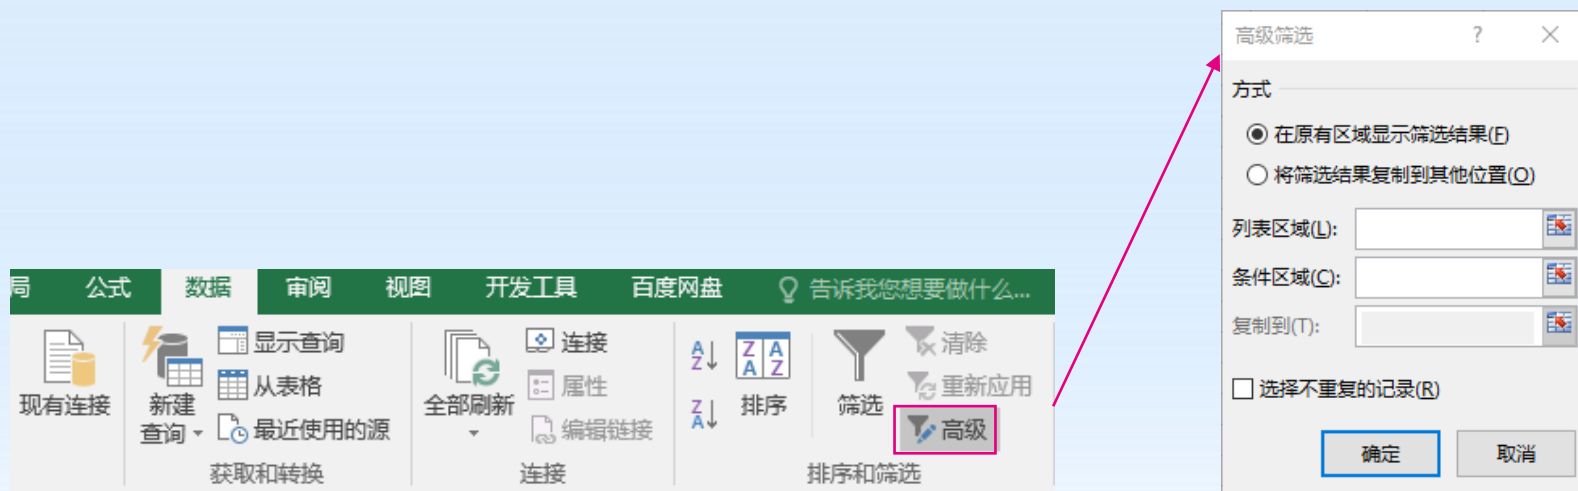 局 公式 数据 审阅 视图 开发工具 百度网盘 告诉我您想要做什么...
现有连接
新建
查询
显示查询
从表格
最近使用的源
获取和转换
全部刷新
连接
属性
编辑链接
连接
A
Z
Z
A
Z A
A Z
排序
筛选
清除
重新应用
高级
排序和筛选
高级筛选 ?
方式
在原有区域显示筛选结果(F)
将筛选结果复制到其他位置(O)
列表区域(L):
条件区域(C):
复制到(T):
选择不重复的记录(R)
确定 取消